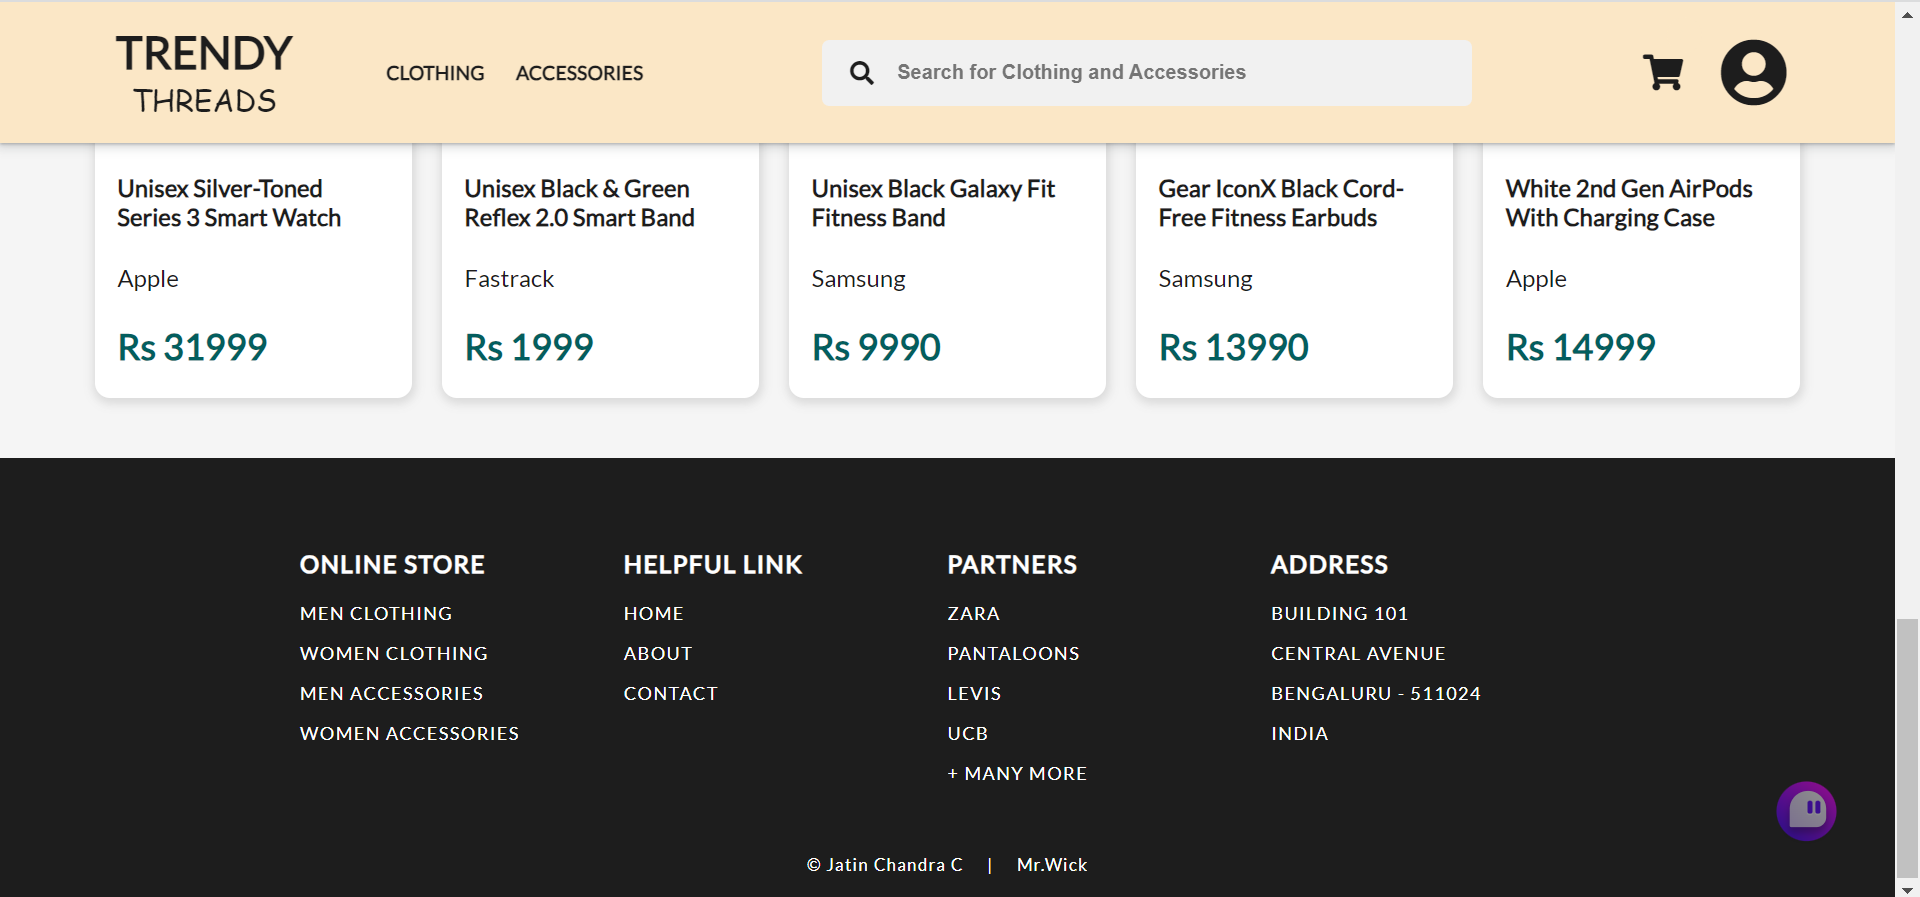 TRENDY
THREADS
CLOTHING
ACCESSORIES
Search for Clothing and Accessories
Unisex Silver-Toned
Series 3 Smart Watch
Apple
Rs 31999
Unisex Black & Green
Reflex 2.0 Smart Band
Fastrack
Rs 1999
Unisex Black Galaxy Fit
Fitness Band
Samsung
Rs 9990
Gear IconX Black Cord-
Free Fitness Earbuds
Samsung
Rs 13990
White 2nd Gen AirPods
With Charging Case
Apple
Rs 14999
ONLINE STORE
MEN CLOTHING
WOMEN CLOTHING
MEN ACCESSORIES
WOMEN ACCESSORIES
HELPFUL LINK
HOME
ABOUT
CONTACT
PARTNERS
ZARA
PANTALOONS
LEVIS
UCB
+ MANY MORE
ADDRESS
BUILDING 101
CENTRAL AVENUE
BENGALURU - 511024
INDIA
© Jatin Chandra C | Mr.Wick